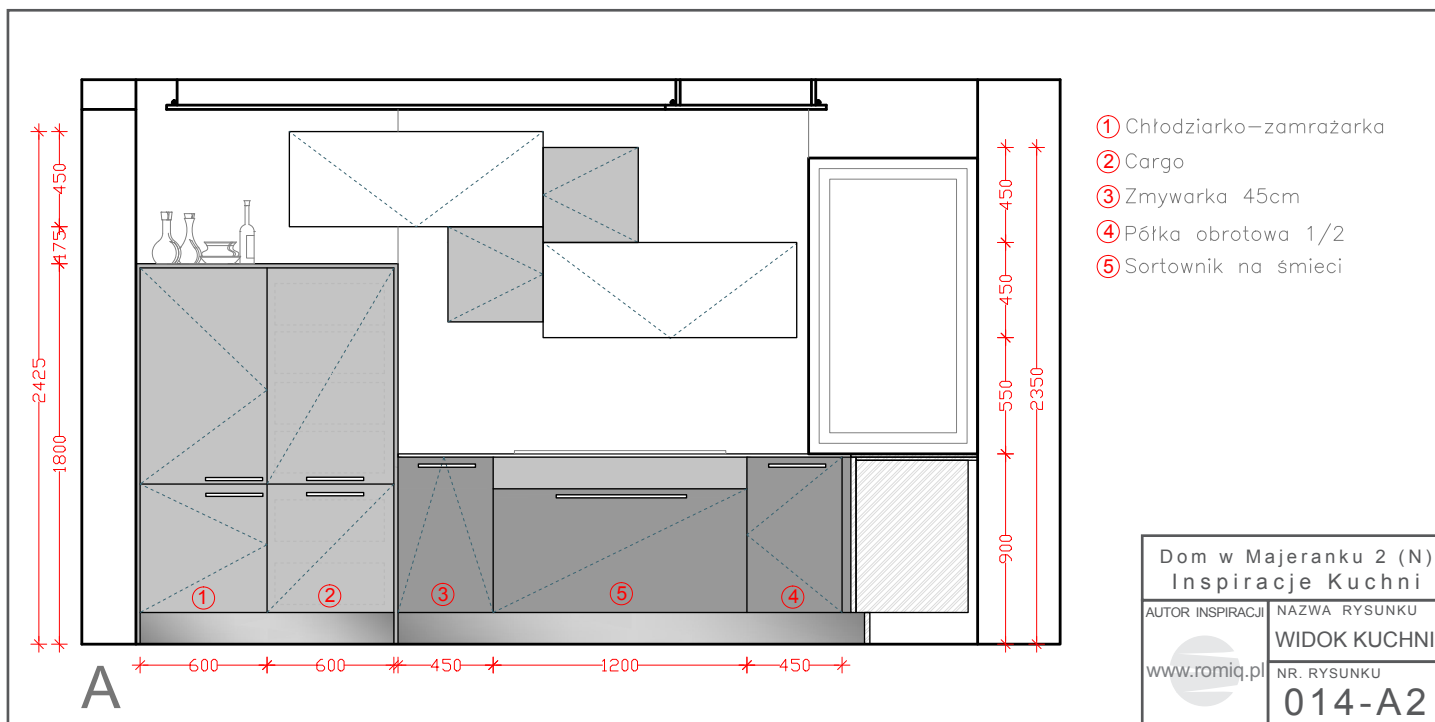 450
175
2425
1800
600
600
450
1200
450
450
450
550
2350
900
1
2
3
5
4
A
1 Chłodziarko-zamrażarka
2 Cargo
3 Zmywarka 45cm
4 Półka obrotowa 1/2
5 Sortownik na śmieci
Dom w Majeranku 2 (N)
Inspiracje Kuchni
AUTOR INSPIRACJI
www.romiq.pl
NAZWA RYSUNKU
WIDOK KUCHNI
NR. RYSUNKU
014-A2